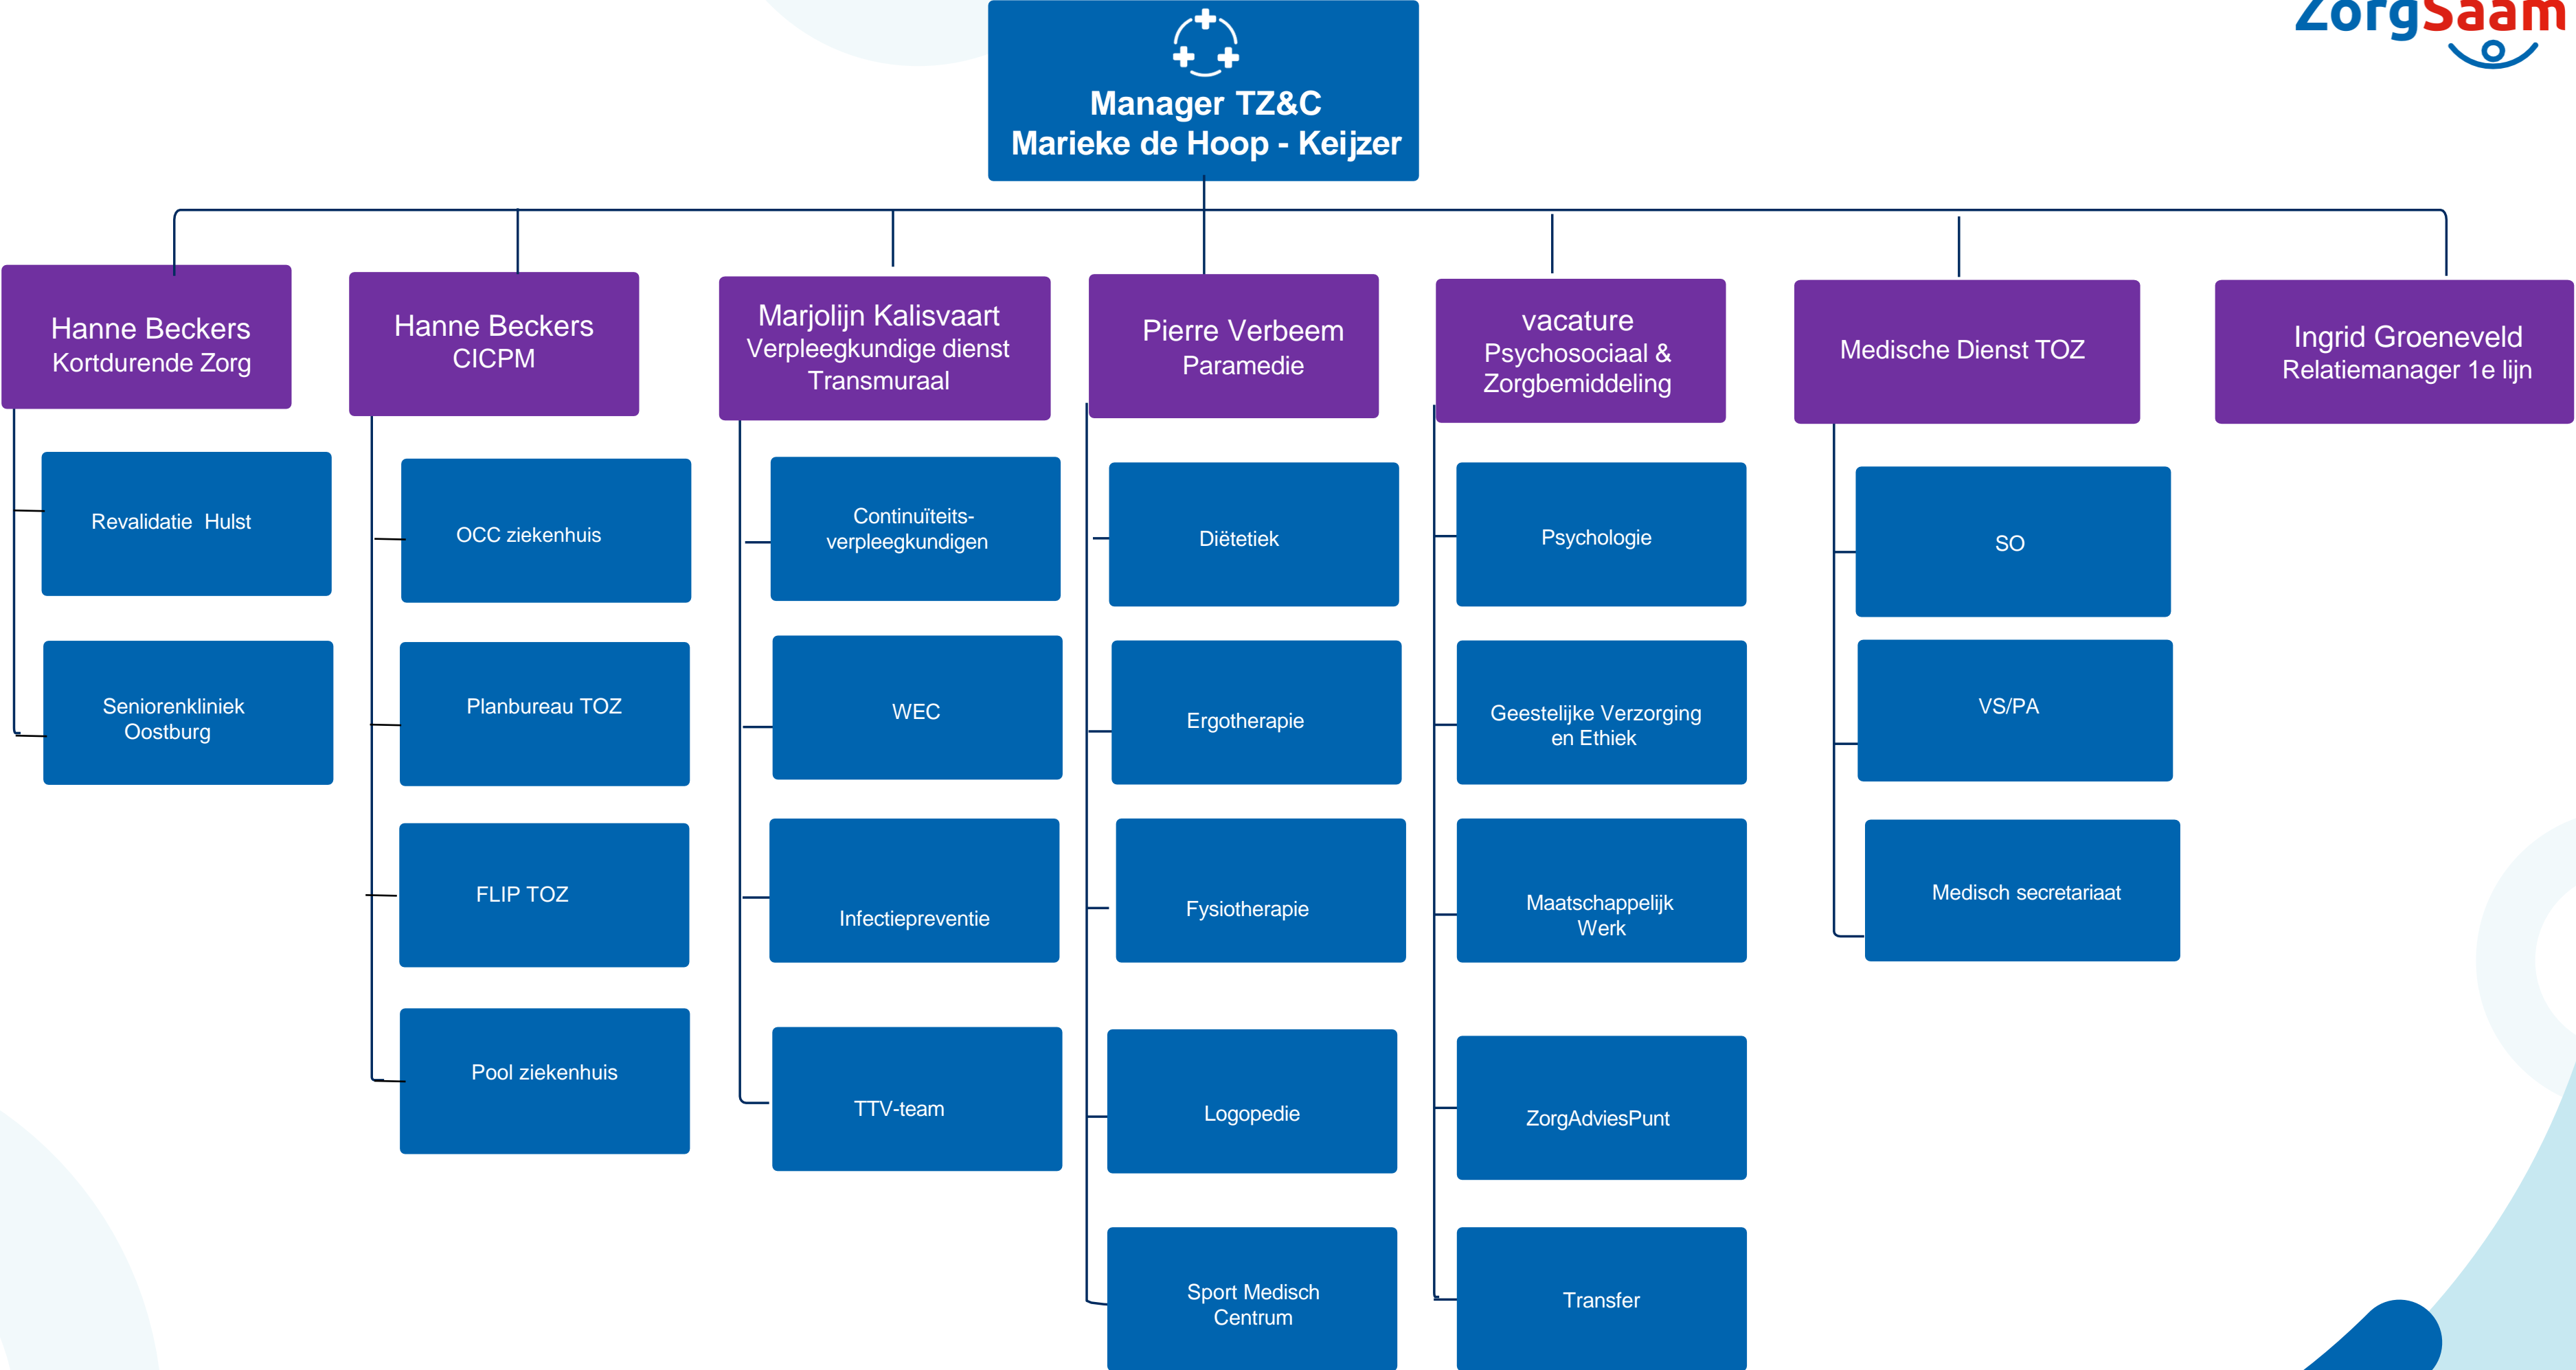 ZorgSaam
Manager TZ&C
Marieke de Hoop - Keijzer
Hanne Beckers
Kortdurende Zorg
Hanne Beckers
CICPM
Marjolijn Kalisvaart
Verpleegkundige dienst
Transmuraal
Pierre Verbeem
Paramedie
vacature
Psychosociaal &
Zorgbemiddeling
Medische Dienst TOZ
Ingrid Groeneveld
Relatiemanager 1e lijn
Revalidatie Hulst
Seniorenkliniek
Oostburg
OCC ziekenhuis
Planbureau TOZ
FLIP TOZ
Pool ziekenhuis
Continuïteits-
verpleegkundigen
WEC
Infectiepreventie
TTV-team
Diëtetiek
Ergotherapie
Fysiotherapie
Logopedie
Sport Medisch
Centrum
Psychologie
Geestelijke Verzorging
en Ethiek
Maatschappelijk
Werk
ZorgAdviesPunt
Transfer
SO
VS/PA
Medisch secretariaat